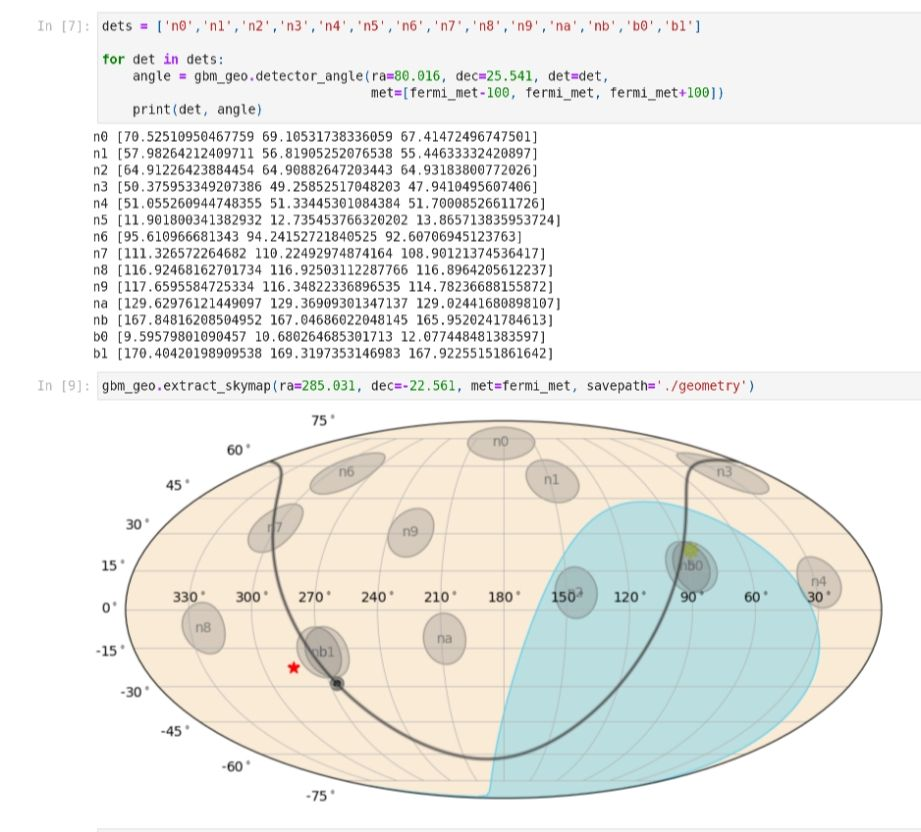 In [7]: dets = ['n0','n1','n2','n3','n4','n5','n6','n7','n8','n9','na','nb','b0','b1']
for det in dets:
angle = gbm_geo.detector_angle(ra=80.016, dec=25.541, det=det,
met=[fermi_met-100, fermi_met, fermi_met+100])
print(det, angle)
n0 [70.52510950467759 69.10531738336059 67.41472496747501]
n1 [57.98264212409711 56.81905252076538 55.44633332420897]
n2 [64.91226423884454 64.90882647203443 64.93183800772026]
n3 [50.375953349207386 49.25852517048203 47.9410495607406]
n4 [51.055260944748355 51.33445301084384 51.70008526611726]
n5 [11.901800341382932 12.735453766320202 13.865713835953724]
n6 [95.610966681343 94.24152721840525 92.60706945123763]
n7 [111.326572264682 110.22492974874164 108.90121374536417]
n8 [116.92468162701734 116.92503112287766 116.8964205612237]
n9 [117.6595584725334 116.34822336896535 114.78236688155872]
na [129.62976121449097 129.36909301347137 129.02441680898107]
nb [167.84816208504952 167.04686022048145 165.9520241784613]
b0 [9.59579801090457 10.680264685301713 12.077448481383597]
b1 [170.40420198909538 169.3197353146983 167.92255151861642]
In [9]: gbm_geo.extract_skymap(ra=285.031, dec=-22.561, met=fermi_met, savepath='./geometry')
75°
n0
60°
n6
n1
n3
45°
30°
n7
n9
15°
b0
n4
0°
330°
300°
270°
240°
210°
180°
150°
120°
90°
60°
30°
n8
na
-15°
b1
-30°
-45°
-60°
-75°